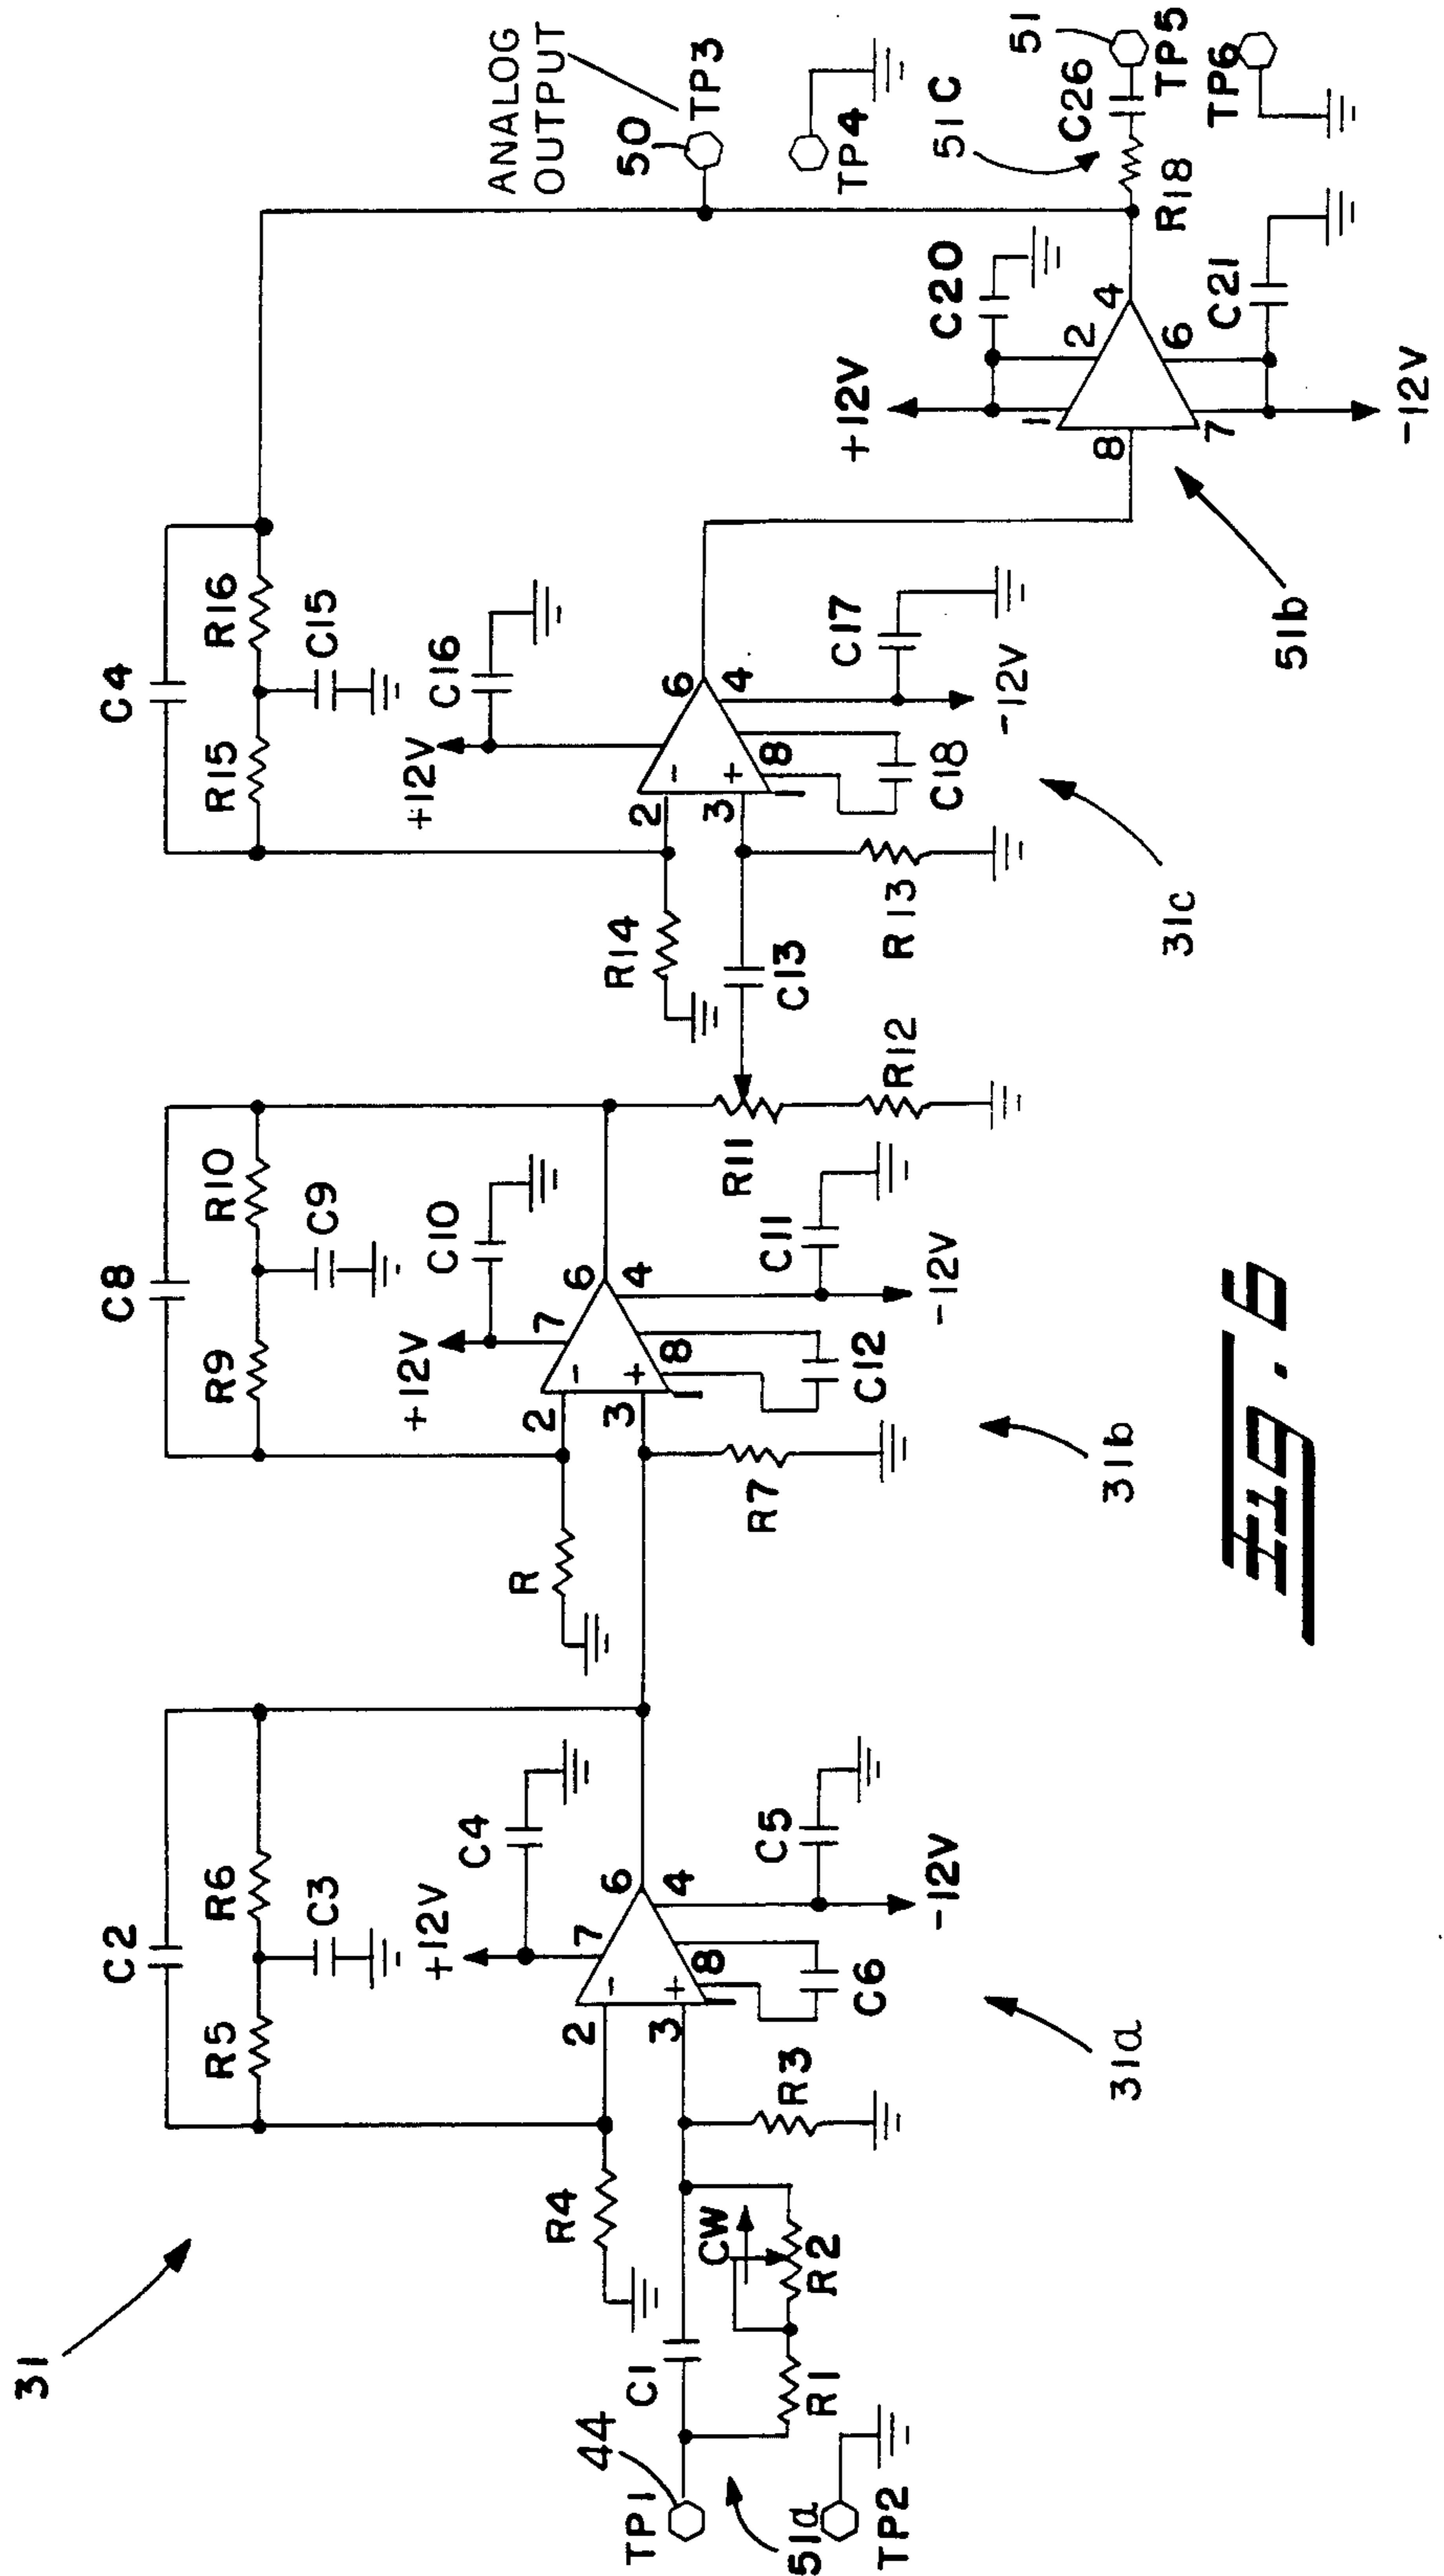 31
C2
R5
R6
C3
+12V
C4
R4
2
7
6
-
+
3
8
1
4
C6
C5
-12V
44
TP1
C1
CW
R1
R2
R3
51a
TP2
31a
C8
R9
R10
C9
+12V
C10
R
2
7
6
-
+
3
8
1
4
R7
C12
C11
-12V
R11
R12
31b
C4
R15
R16
C15
+12V
C16
R14
2
6
-
+
3
8
1
4
C13
R13
C18
C17
-12V
31c
ANALOG
OUTPUT
50
TP3
TP4
51C
51
C26
TP5
R18
TP6
+12V
C20
1
2
8
4
7
6
C21
-12V
51b
Fig. 6